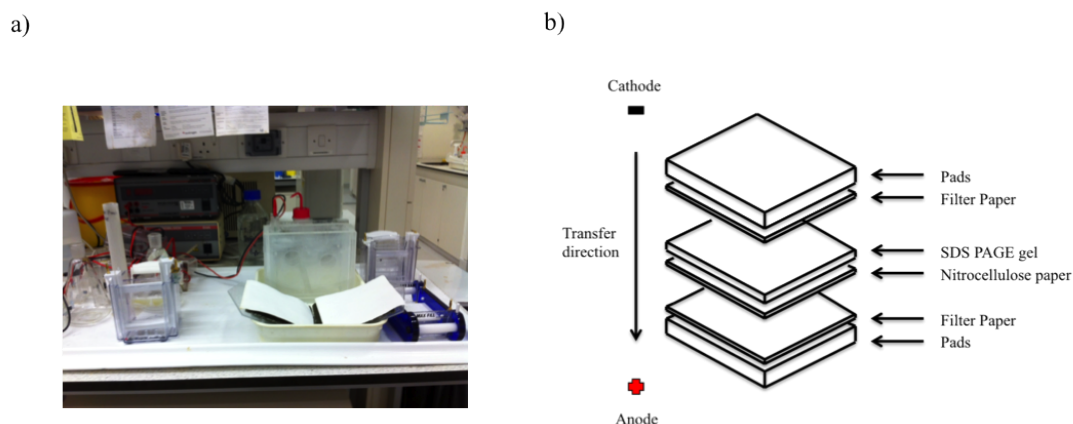 a)
b)
Cathode
Pads
Filter Paper
Transfer
direction
SDS PAGE gel
Nitrocellulose paper
Filter Paper
Pads
Anode